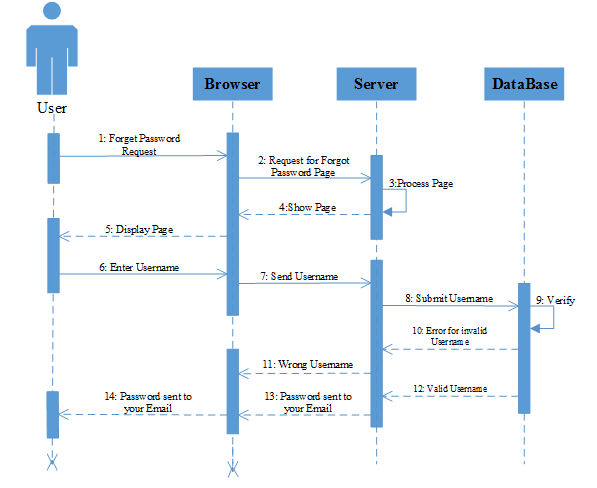 User
Browser
Server
DataBase
1: Forget Password
Request
2: Request for Forgot
Password Page
3:Process Page
4:Show Page
5: Display Page
6: Enter Username
7: Send Username
8: Submit Username
9: Verify
10: Error for invalid
Username
11: Wrong Username
12: Valid Username
13: Password sent to
your Email
14: Password sent to
your Email